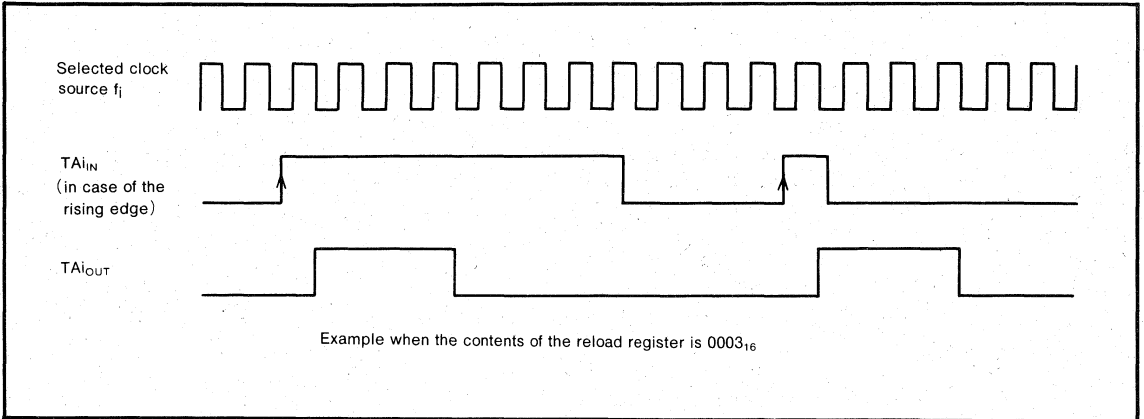 Selected clock
source fi
TAiIN
(in case of the
rising edge)
TAiOUT
Example when the contents of the reload register is 000316